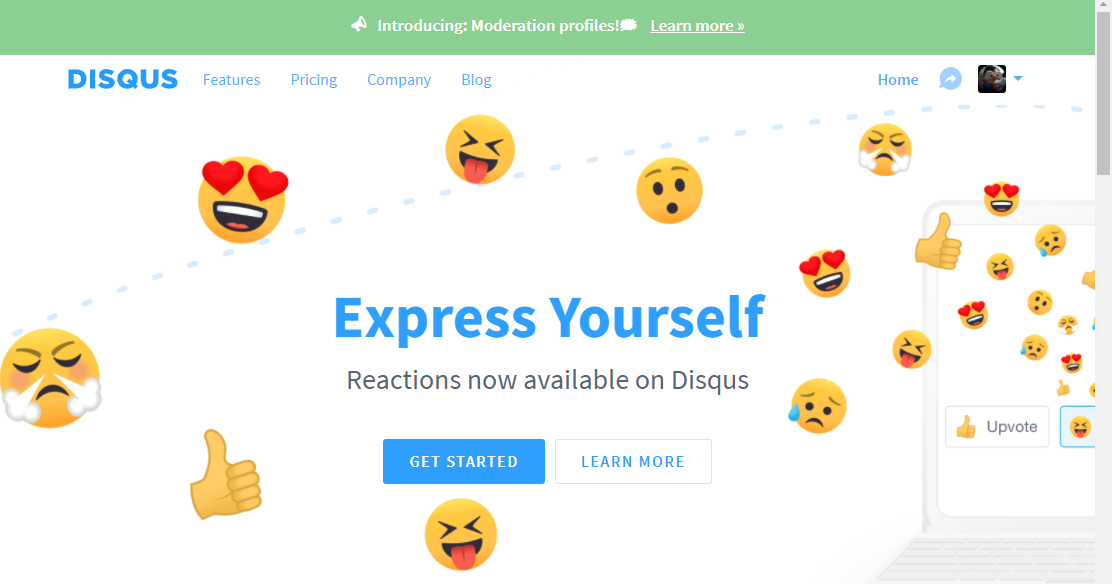 Introducing: Moderation profiles! Learn more »
DISQUS Features Pricing Company Blog Home
Express Yourself
Reactions now available on Disqus
Upvote
GET STARTED LEARN MORE